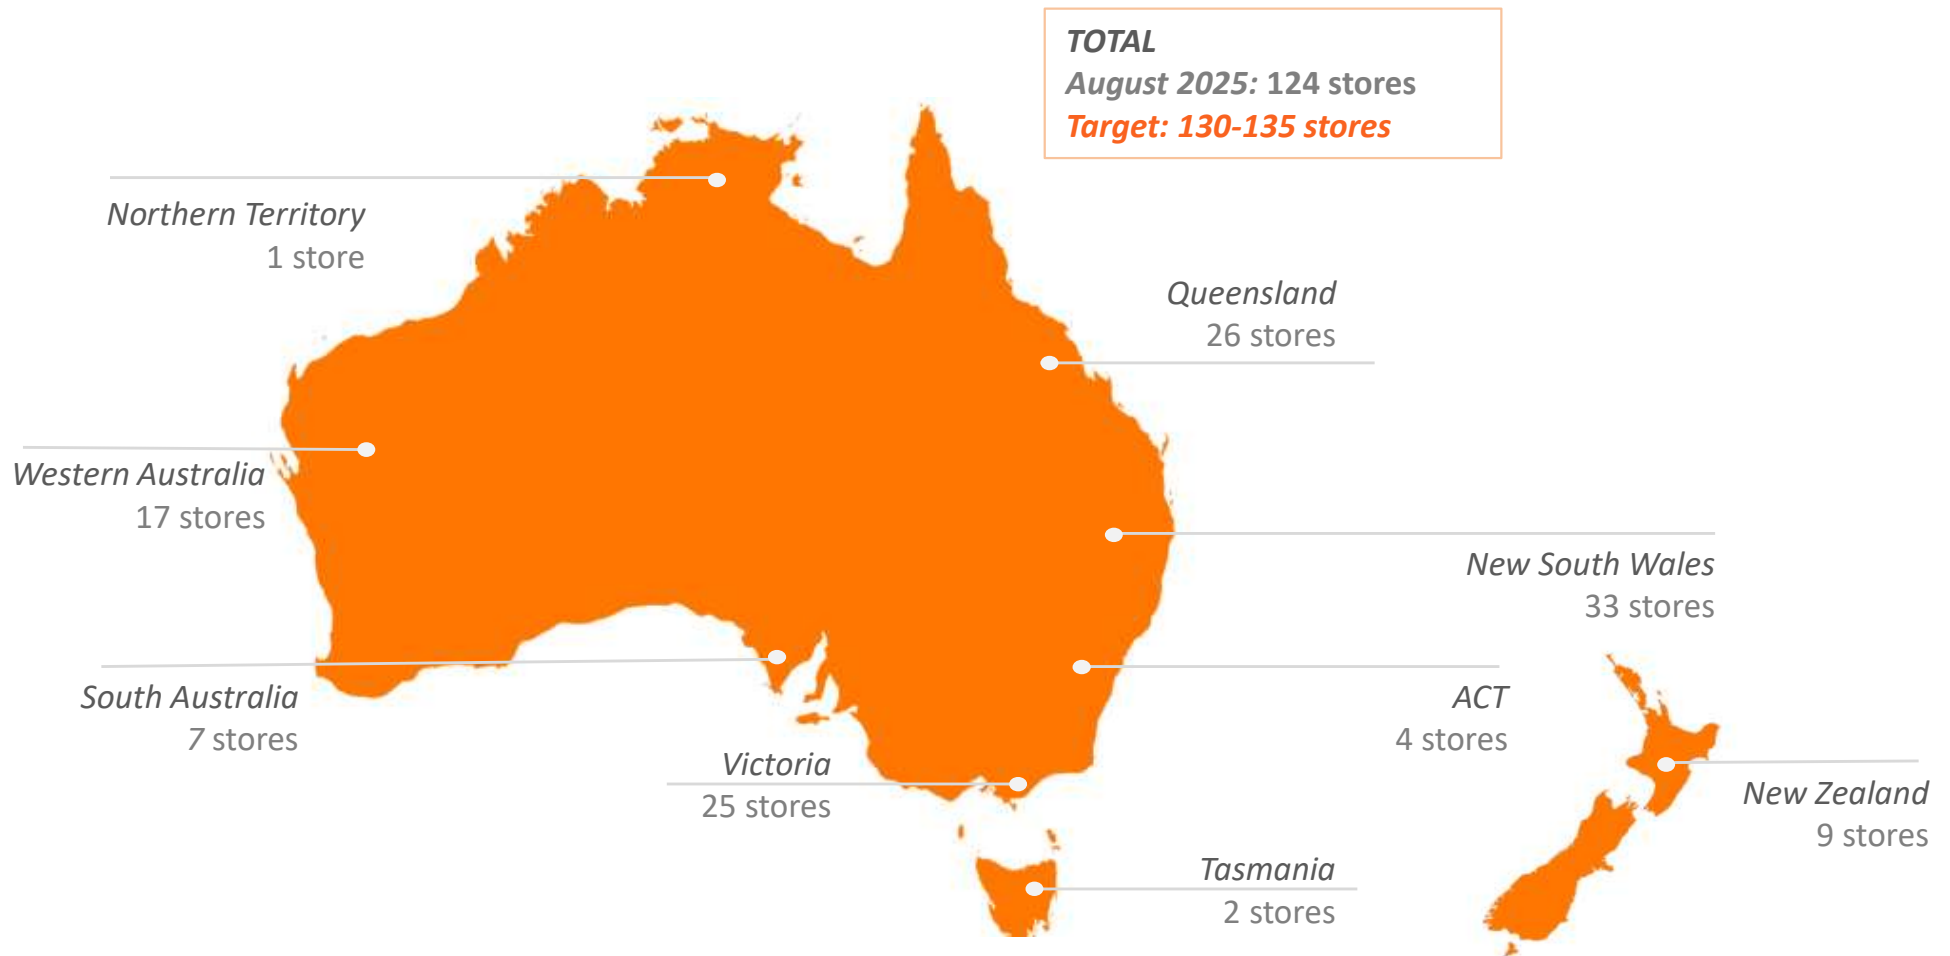 TOTAL
August 2025: 124 stores
Target: 130-135 stores
Northern Territory
1 store
Queensland
26 stores
Western Australia
17 stores
New South Wales
33 stores
South Australia
7 stores
ACT
4 stores
Victoria
25 stores
New Zealand
9 stores
Tasmania
2 stores